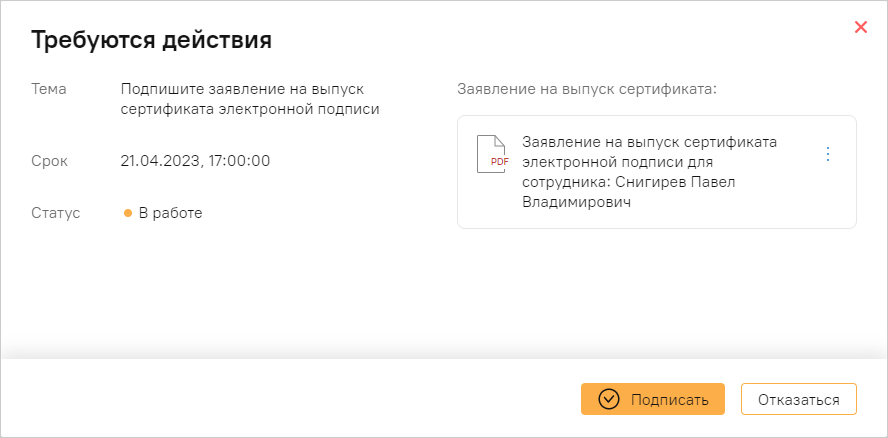 Требуются действия
Тема
Подпишите заявление на выпуск
сертификата электронной подписи
Срок
21.04.2023, 17:00:00
Статус
В работе
Заявление на выпуск сертификата:
PDF
Заявление на выпуск сертификата
электронной подписи для
сотрудника: Снигирев Павел
Владимирович
Подписать
Отказаться